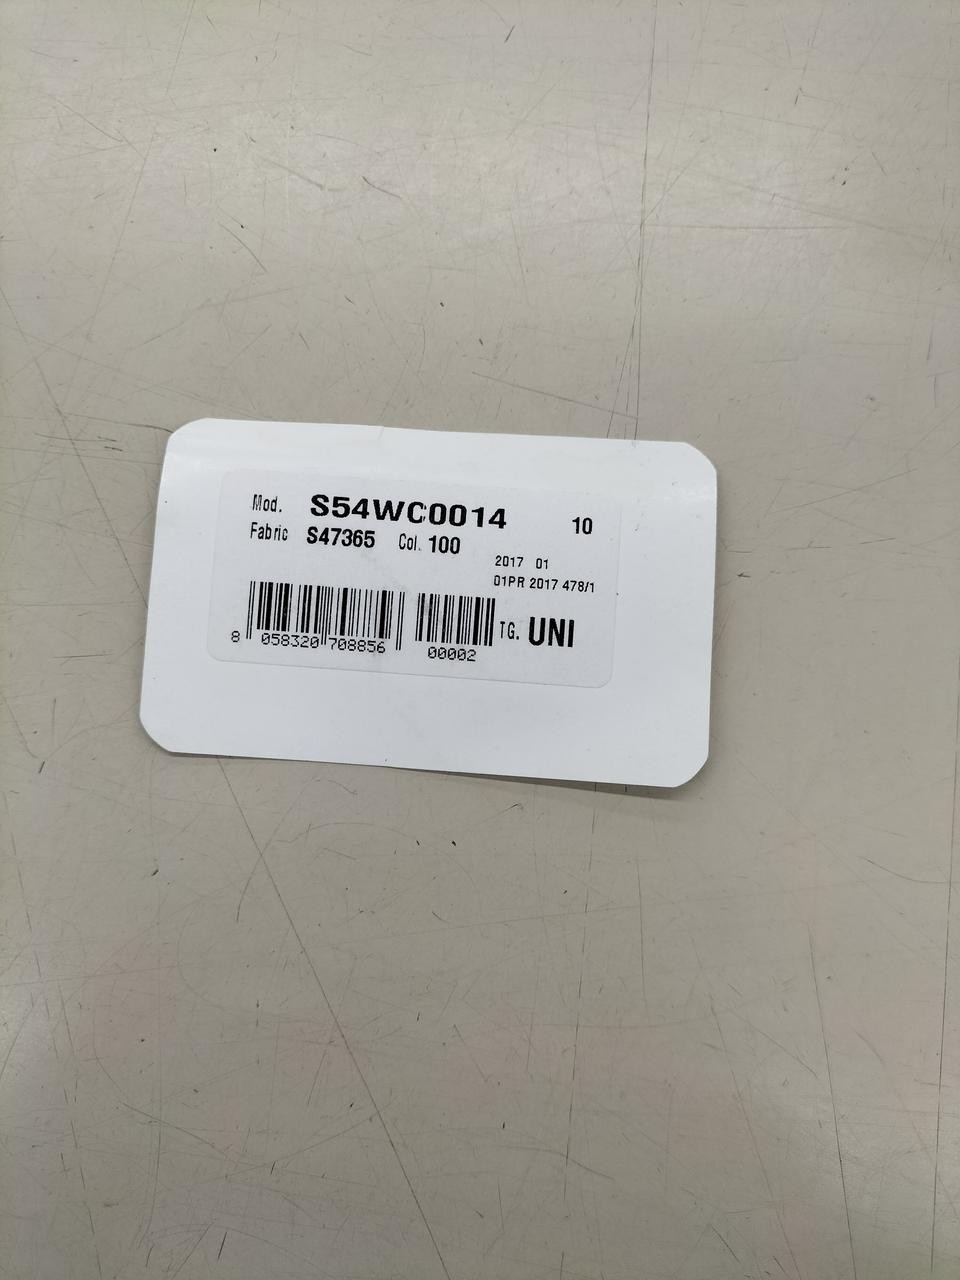 Mod. S54WC0014 10
Fabric S47365 Col. 100
2017 01
01PR 2017 478/1
TG. UNI
8 058320 708856 00002